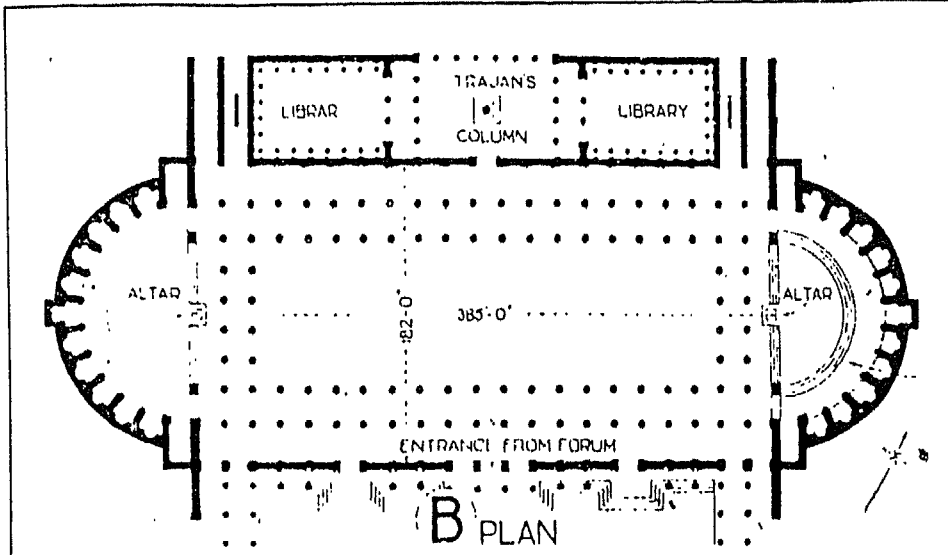 TRAJAN'S
LIBRAR
LIBRARY
COLUMN
ALTAR
182'-0"
385'-0"
ALTAR
ENTRANCE FROM FORUM
B PLAN